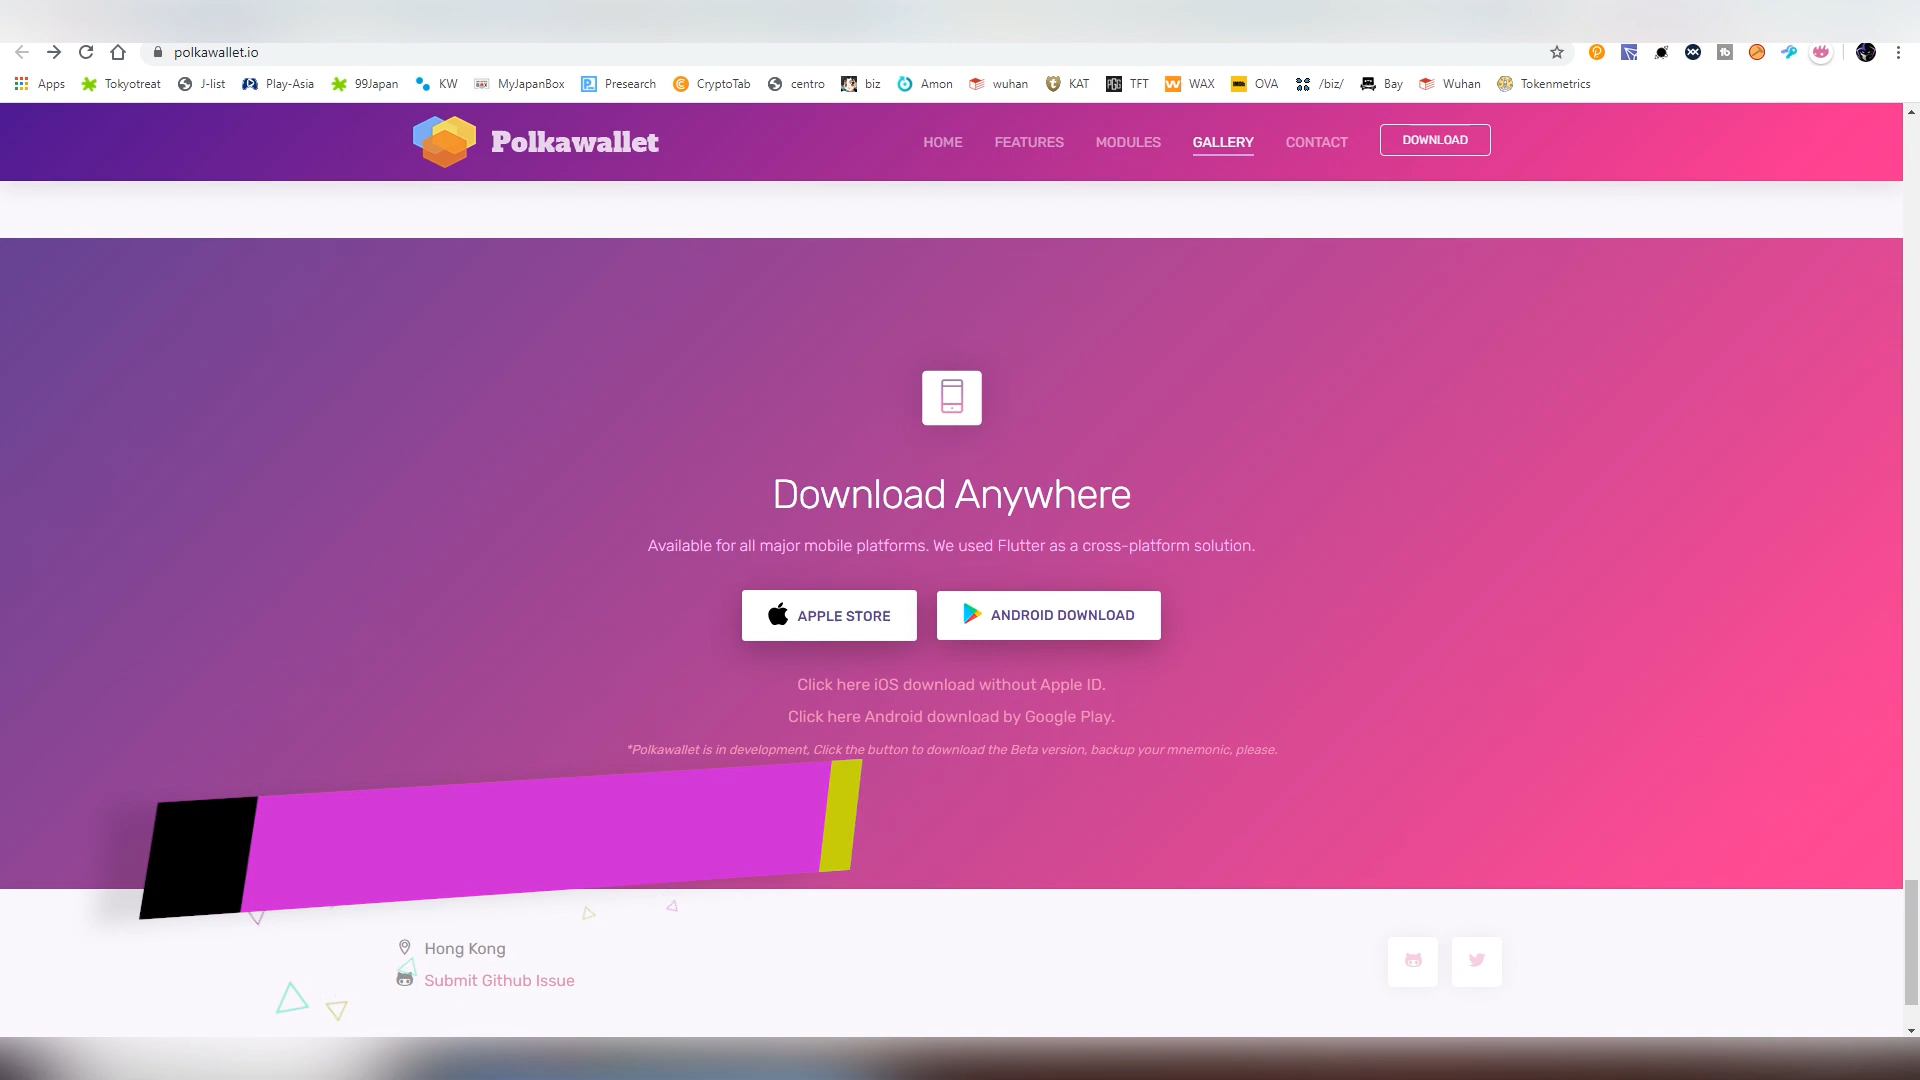 polkawallet.io
Apps Tokyotreat J-list Play-Asia 99Japan KW MyJapanBox Presearch CryptoTab centro biz Amon wuhan KAT TFT WAX OVA /biz/ Bay Wuhan Tokenmetrics
Polkawallet
HOME FEATURES MODULES GALLERY CONTACT DOWNLOAD
Download Anywhere
Available for all major mobile platforms. We used Flutter as a cross-platform solution.
APPLE STORE ANDROID DOWNLOAD
Click here iOS download without Apple ID.
Click here Android download by Google Play.
*Polkawallet is in development, Click the button to download the Beta version, backup your mnemonic, please.
Hong Kong
Submit Github Issue